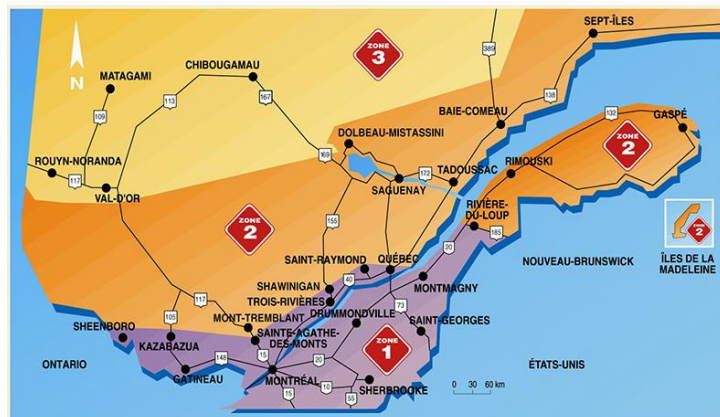 SEPT-ÎLES
ZONE
3
CHIBOUGAMAU
N
MATAGAMI
389
113
167
138
109
BAIE-COMEAU
132
GASPÉ
DOLBEAU-MISTASSINI
ZONE
2
ROUYN-NORANDA
169
TADOUSSAC
RIMOUSKI
117
172
VAL-D'OR
SAGUENAY
RIVIÈRE-
DU-LOUP
155
ZONE
2
185
ZONE
2
SAINT-RAYMOND
QUÉBEC
20
ÎLES DE LA
MADELEINE
NOUVEAU-BRUNSWICK
40
SHAWINIGAN
MONTMAGNY
TROIS-RIVIÈRES
117
73
DRUMMONDVILLE
105
MONT-TREMBLANT
SAINT-GEORGES
SHEENBORO
SAINTE-AGATHE-
DES-MONTS
KAZABAZUA
ZONE
1
15
148
20
ONTARIO
ÉTATS-UNIS
GATINEAU
MONTRÉAL
10
SHERBROOKE
0 30 60 km
15
55